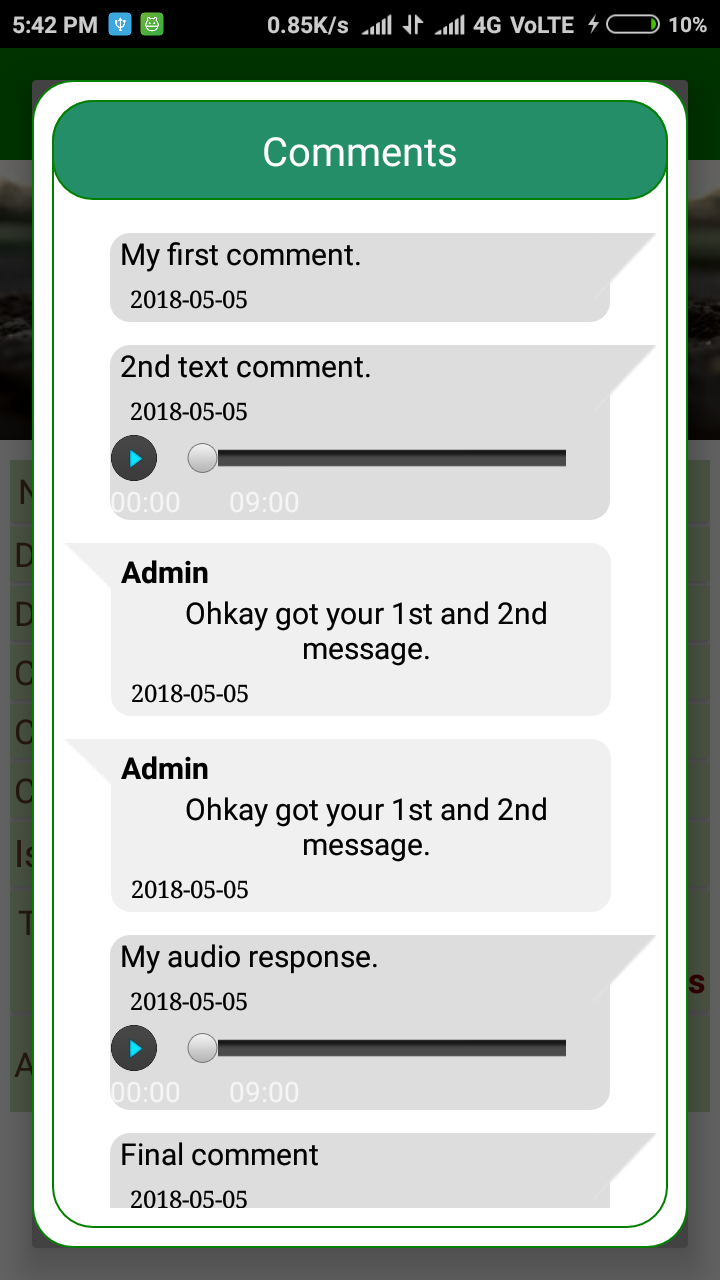 5:42 PM 0.85K/s 4G VoLTE 10%
Comments
My first comment.
2018-05-05
2nd text comment.
2018-05-05
00:00 09:00
Admin
Ohkay got your 1st and 2nd
message.
2018-05-05
Admin
Ohkay got your 1st and 2nd
message.
2018-05-05
My audio response.
2018-05-05
00:00 09:00
Final comment
2018-05-05